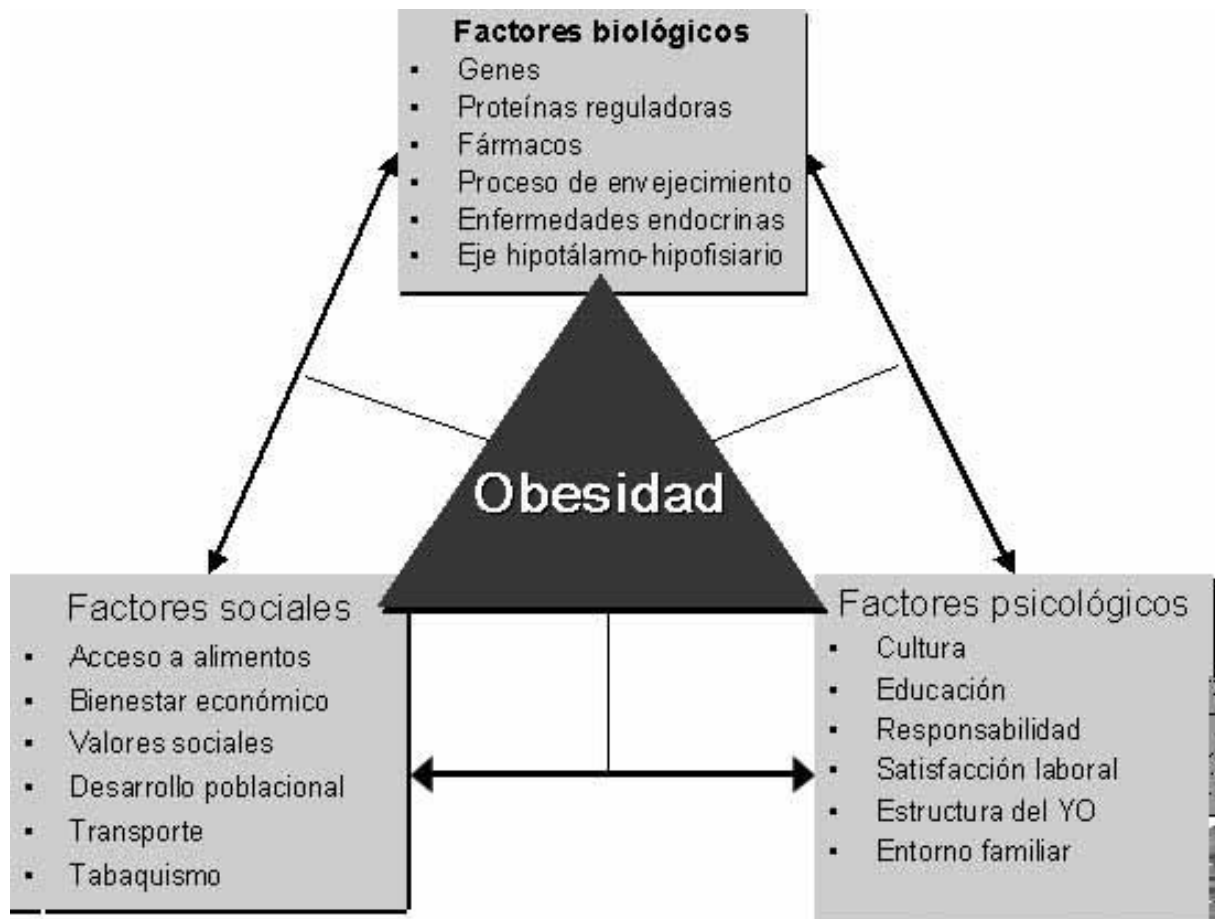 Factores biológicos
▪ Genes
▪ Proteínas reguladoras
▪ Fármacos
▪ Proceso de envejecimiento
▪ Enfermedades endocrinas
▪ Eje hipotálamo-hipofisiario
Obesidad
Factores sociales
▪ Acceso a alimentos
▪ Bienestar económico
▪ Valores sociales
▪ Desarrollo poblacional
▪ Transporte
▪ Tabaquismo
Factores psicológicos
▪ Cultura
▪ Educación
▪ Responsabilidad
▪ Satisfacción laboral
▪ Estructura del YO
▪ Entorno familiar